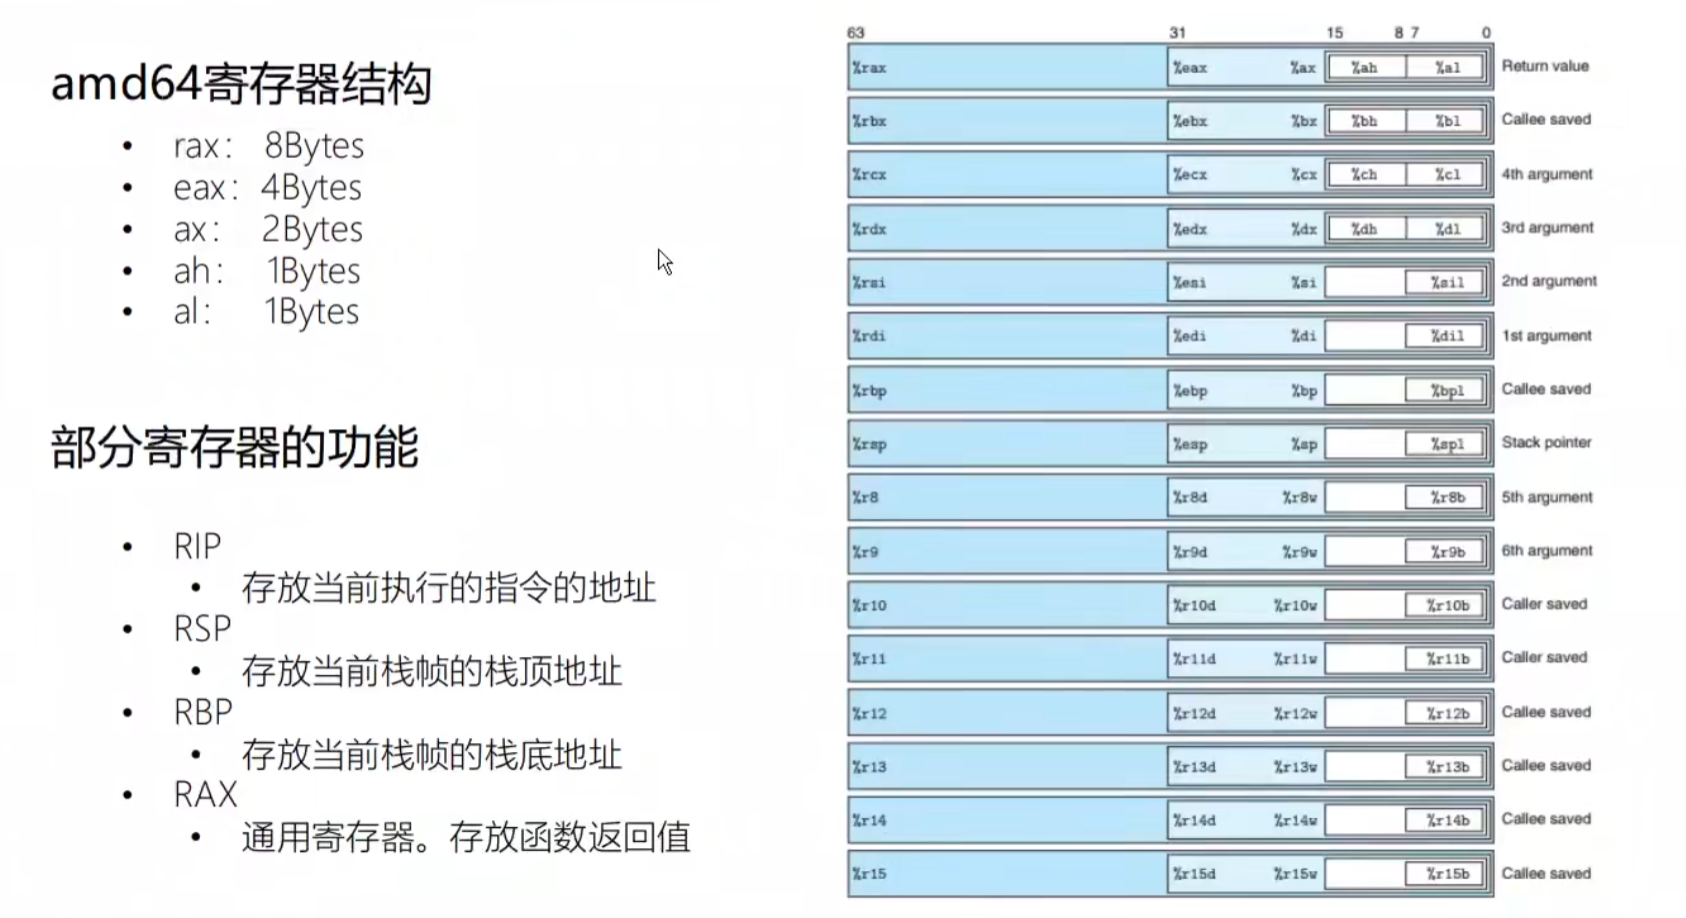 amd64寄存器结构
• rax: 8Bytes
• eax: 4Bytes
• ax: 2Bytes
• ah: 1Bytes
• al: 1Bytes
部分寄存器的功能
• RIP
• 存放当前执行的指令的地址
• RSP
• 存放当前栈帧的栈顶地址
• RBP
• 存放当前栈帧的栈底地址
• RAX
• 通用寄存器。存放函数返回值
63 31 15 8 7 0
%rax %eax %ax %ah %al Return value
%rbx %ebx %bx %bh %bl Callee saved
%rcx %ecx %cx %ch %cl 4th argument
%rdx %edx %dx %dh %dl 3rd argument
%rsi %esi %si %sil 2nd argument
%rdi %edi %di %dil 1st argument
%rbp %ebp %bp %bpl Callee saved
%rsp %esp %sp %spl Stack pointer
%r8 %r8d %r8w %r8b 5th argument
%r9 %r9d %r9w %r9b 6th argument
%r10 %r10d %r10w %r10b Caller saved
%r11 %r11d %r11w %r11b Caller saved
%r12 %r12d %r12w %r12b Callee saved
%r13 %r13d %r13w %r13b Callee saved
%r14 %r14d %r14w %r14b Callee saved
%r15 %r15d %r15w %r15b Callee saved